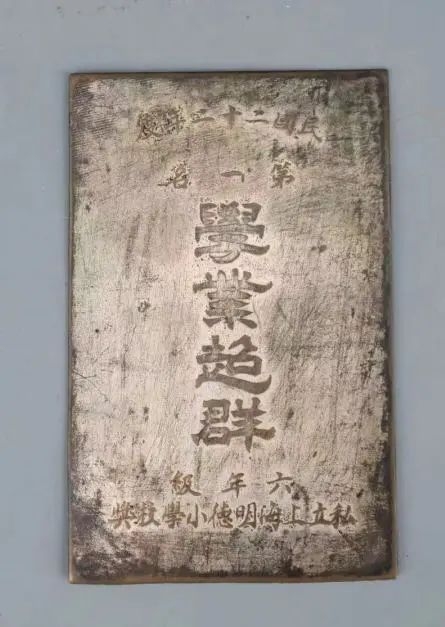 民國二十三年度
第一名
學業超群
六年級
私立上海明德小學校獎